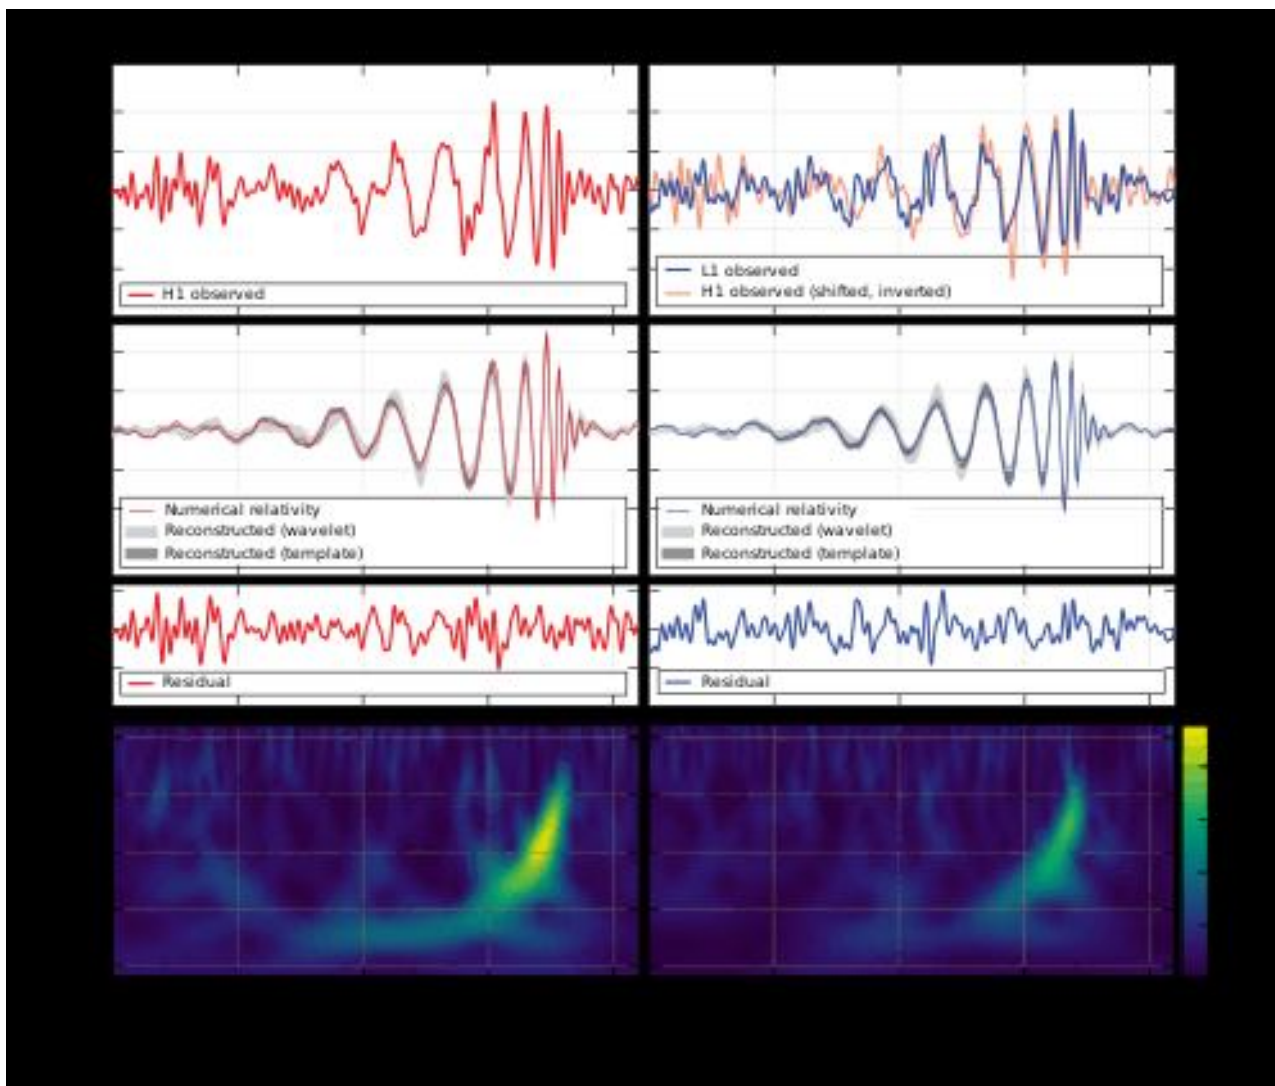 H1 observed
L1 observed
H1 observed (shifted, inverted)
Numerical relativity
Reconstructed (wavelet)
Reconstructed (template)
Numerical relativity
Reconstructed (wavelet)
Reconstructed (template)
Residual
Residual